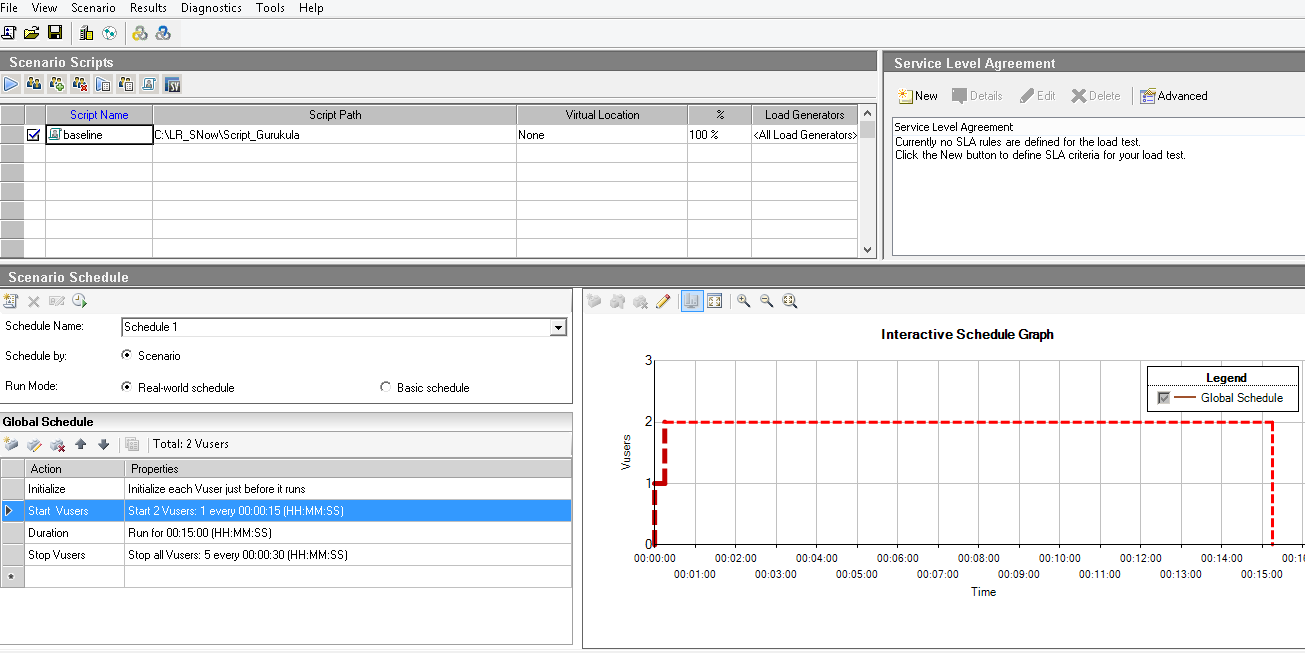 File View Scenario Results Diagnostics Tools Help
Scenario Scripts
Script Name Script Path Virtual Location % Load Generators
baseline C:\LR_SNow\Script_Gurukula None 100 % <All Load Generators>
Service Level Agreement
New Details Edit Delete Advanced
Service Level Agreement
Currently no SLA rules are defined for the load test.
Click the New button to define SLA criteria for your load test.
Scenario Schedule
Schedule Name: Schedule 1
Schedule by: Scenario
Run Mode: Real-world schedule Basic schedule
Global Schedule
Total: 2 Vusers
Action Properties
Initialize Initialize each Vuser just before it runs
Start Vusers Start 2 Vusers: 1 every 00:00:15 (HH:MM:SS)
Duration Run for 00:15:00 (HH:MM:SS)
Stop Vusers Stop all Vusers: 5 every 00:00:30 (HH:MM:SS)
*
Interactive Schedule Graph
Legend
Global Schedule
3
2
1
0
Vusers
00:00:00 00:02:00 00:04:00 00:06:00 00:08:00 00:10:00 00:12:00 00:14:00 00:16
00:01:00 00:03:00 00:05:00 00:07:00 00:09:00 00:11:00 00:13:00 00:15:00
Time